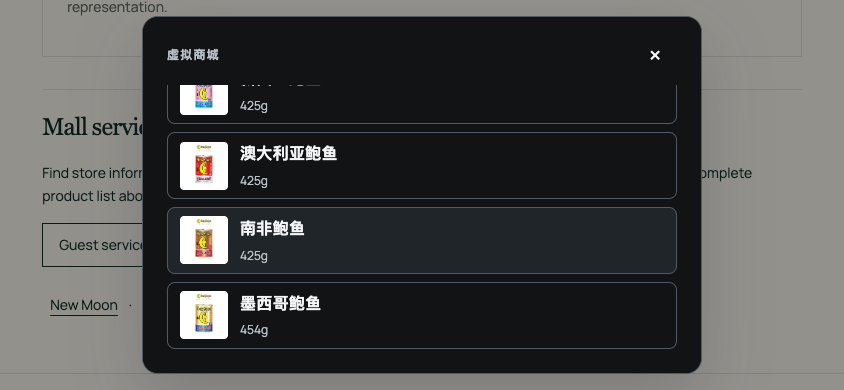 representation.
虚拟商城
425g
Mall servi
澳大利亚鲍鱼
425g
Find store inform
omplete
product list abo
南非鲍鱼
425g
Guest service
墨西哥鲍鱼
454g
New Moon ·